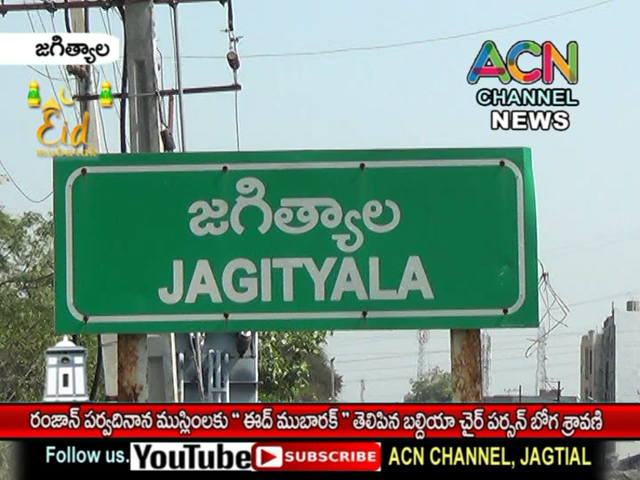 జగిత్యాల
ACN
CHANNEL
NEWS
Eid
జగిత్యాల
JAGITYALA
రంజాన్ పర్వదినాన ముస్లింలకు “ ఈద్ ముబారక్ ” తెలిపిన బల్దియా చైర్ పర్సన్ బోగ శ్రావణి
Follow us. YouTube SUBSCRIBE ACN CHANNEL, JAGTIAL